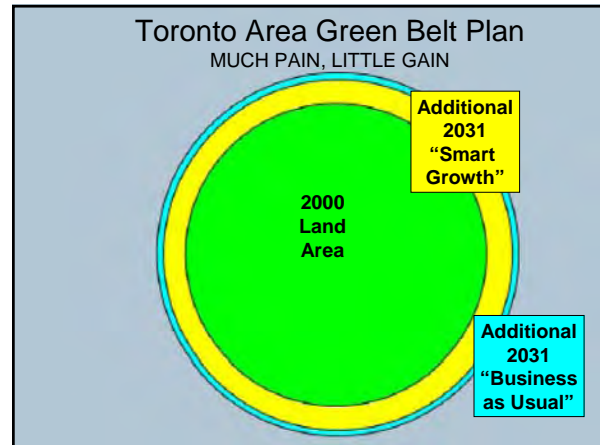 Toronto Area Green Belt Plan
MUCH PAIN, LITTLE GAIN
Additional
2031
“Smart
Growth”
2000
Land
Area
Additional
2031
“Business
as Usual”